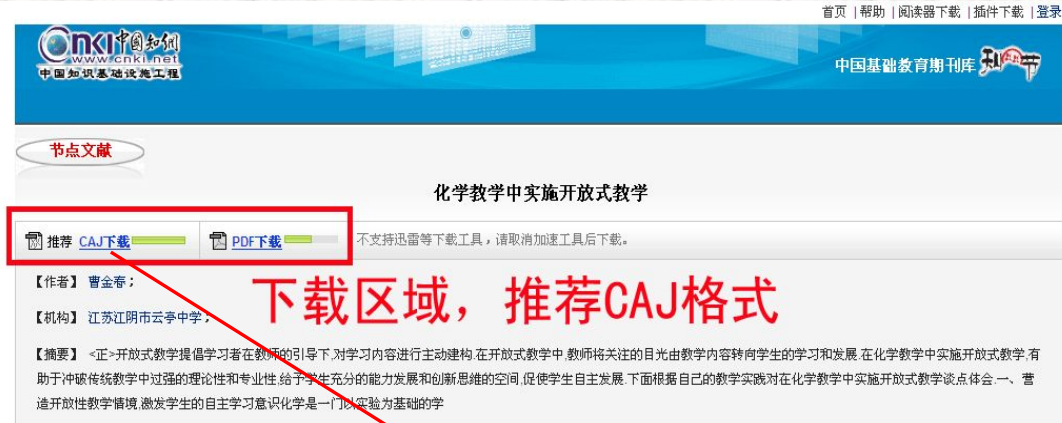 首页 | 帮助 | 阅读器下载 | 插件下载 | 登录
cnki中国知网
www.cnki.net
中国知识基础设施工程
中国基础教育期刊库
节点文献
化学教学中实施开放式教学
推荐 CAJ下载 PDF下载 不支持迅雷等下载工具，请取消加速工具后下载。
【作者】 曹金春；
【机构】 江苏江阴市云亭中学；
下载区域，推荐CAJ格式
【摘要】 <正>开放式教学提倡学习者在教师的引导下,对学习内容进行主动建构.在开放式教学中,教师将关注的目光由教学内容转向学生的学习和发展.在化学教学中实施开放式教学,有
助于冲破传统教学中过强的理论性和专业性,给予学生充分的能力发展和创新思维的空间,促使学生自主发展.下面根据自己的教学实践对在化学教学中实施开放式教学谈点体会.一、营
造开放性教学情境,激发学生的自主学习意识化学是一门以实验为基础的学